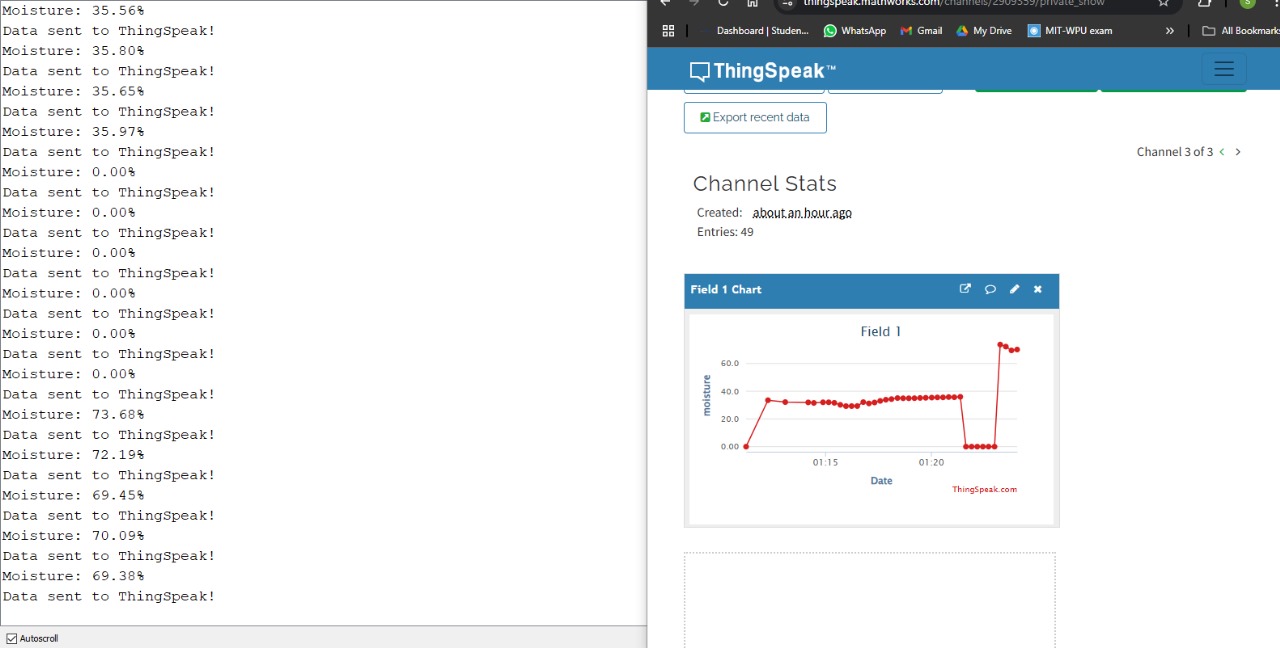 Moisture: 35.56%
Data sent to ThingSpeak!
Moisture: 35.80%
Data sent to ThingSpeak!
Moisture: 35.65%
Data sent to ThingSpeak!
Moisture: 35.97%
Data sent to ThingSpeak!
Moisture: 0.00%
Data sent to ThingSpeak!
Moisture: 0.00%
Data sent to ThingSpeak!
Moisture: 0.00%
Data sent to ThingSpeak!
Moisture: 0.00%
Data sent to ThingSpeak!
Moisture: 0.00%
Data sent to ThingSpeak!
Moisture: 0.00%
Data sent to ThingSpeak!
Moisture: 73.68%
Data sent to ThingSpeak!
Moisture: 72.19%
Data sent to ThingSpeak!
Moisture: 69.45%
Data sent to ThingSpeak!
Moisture: 70.09%
Data sent to ThingSpeak!
Moisture: 69.38%
Data sent to ThingSpeak!
Autoscroll
thingspeak.mathworks.com/channels/2909359/private_show
Dashboard | Studen... WhatsApp Gmail My Drive MIT-WPU exam » All Bookmarks
ThingSpeak™
Export recent data
Channel 3 of 3 < >
Channel Stats
Created: about an hour ago
Entries: 49
Field 1 Chart
Field 1
moisture
60.0
40.0
20.0
0.00
01:15 01:20
Date
ThingSpeak.com